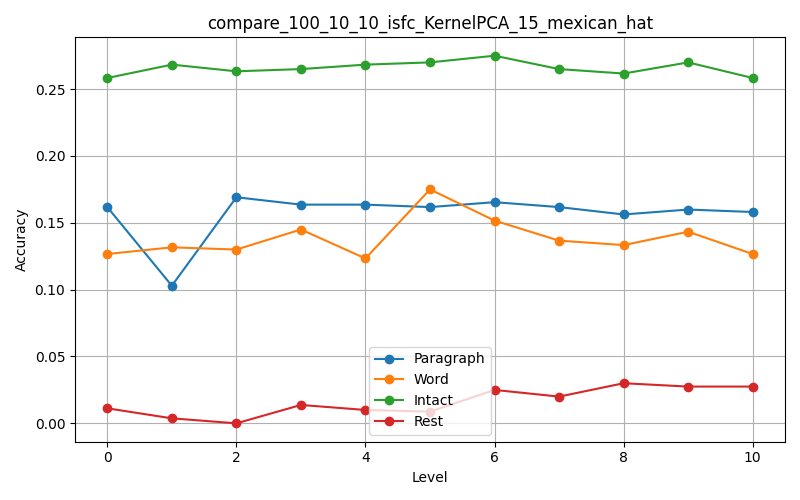 compare_100_10_10_isfc_KernelPCA_15_mexican_hat
Accuracy
0.25
0.20
0.15
0.10
0.05
0.00
Paragraph
Word
Intact
Rest
0 2 4 6 8 10
Level